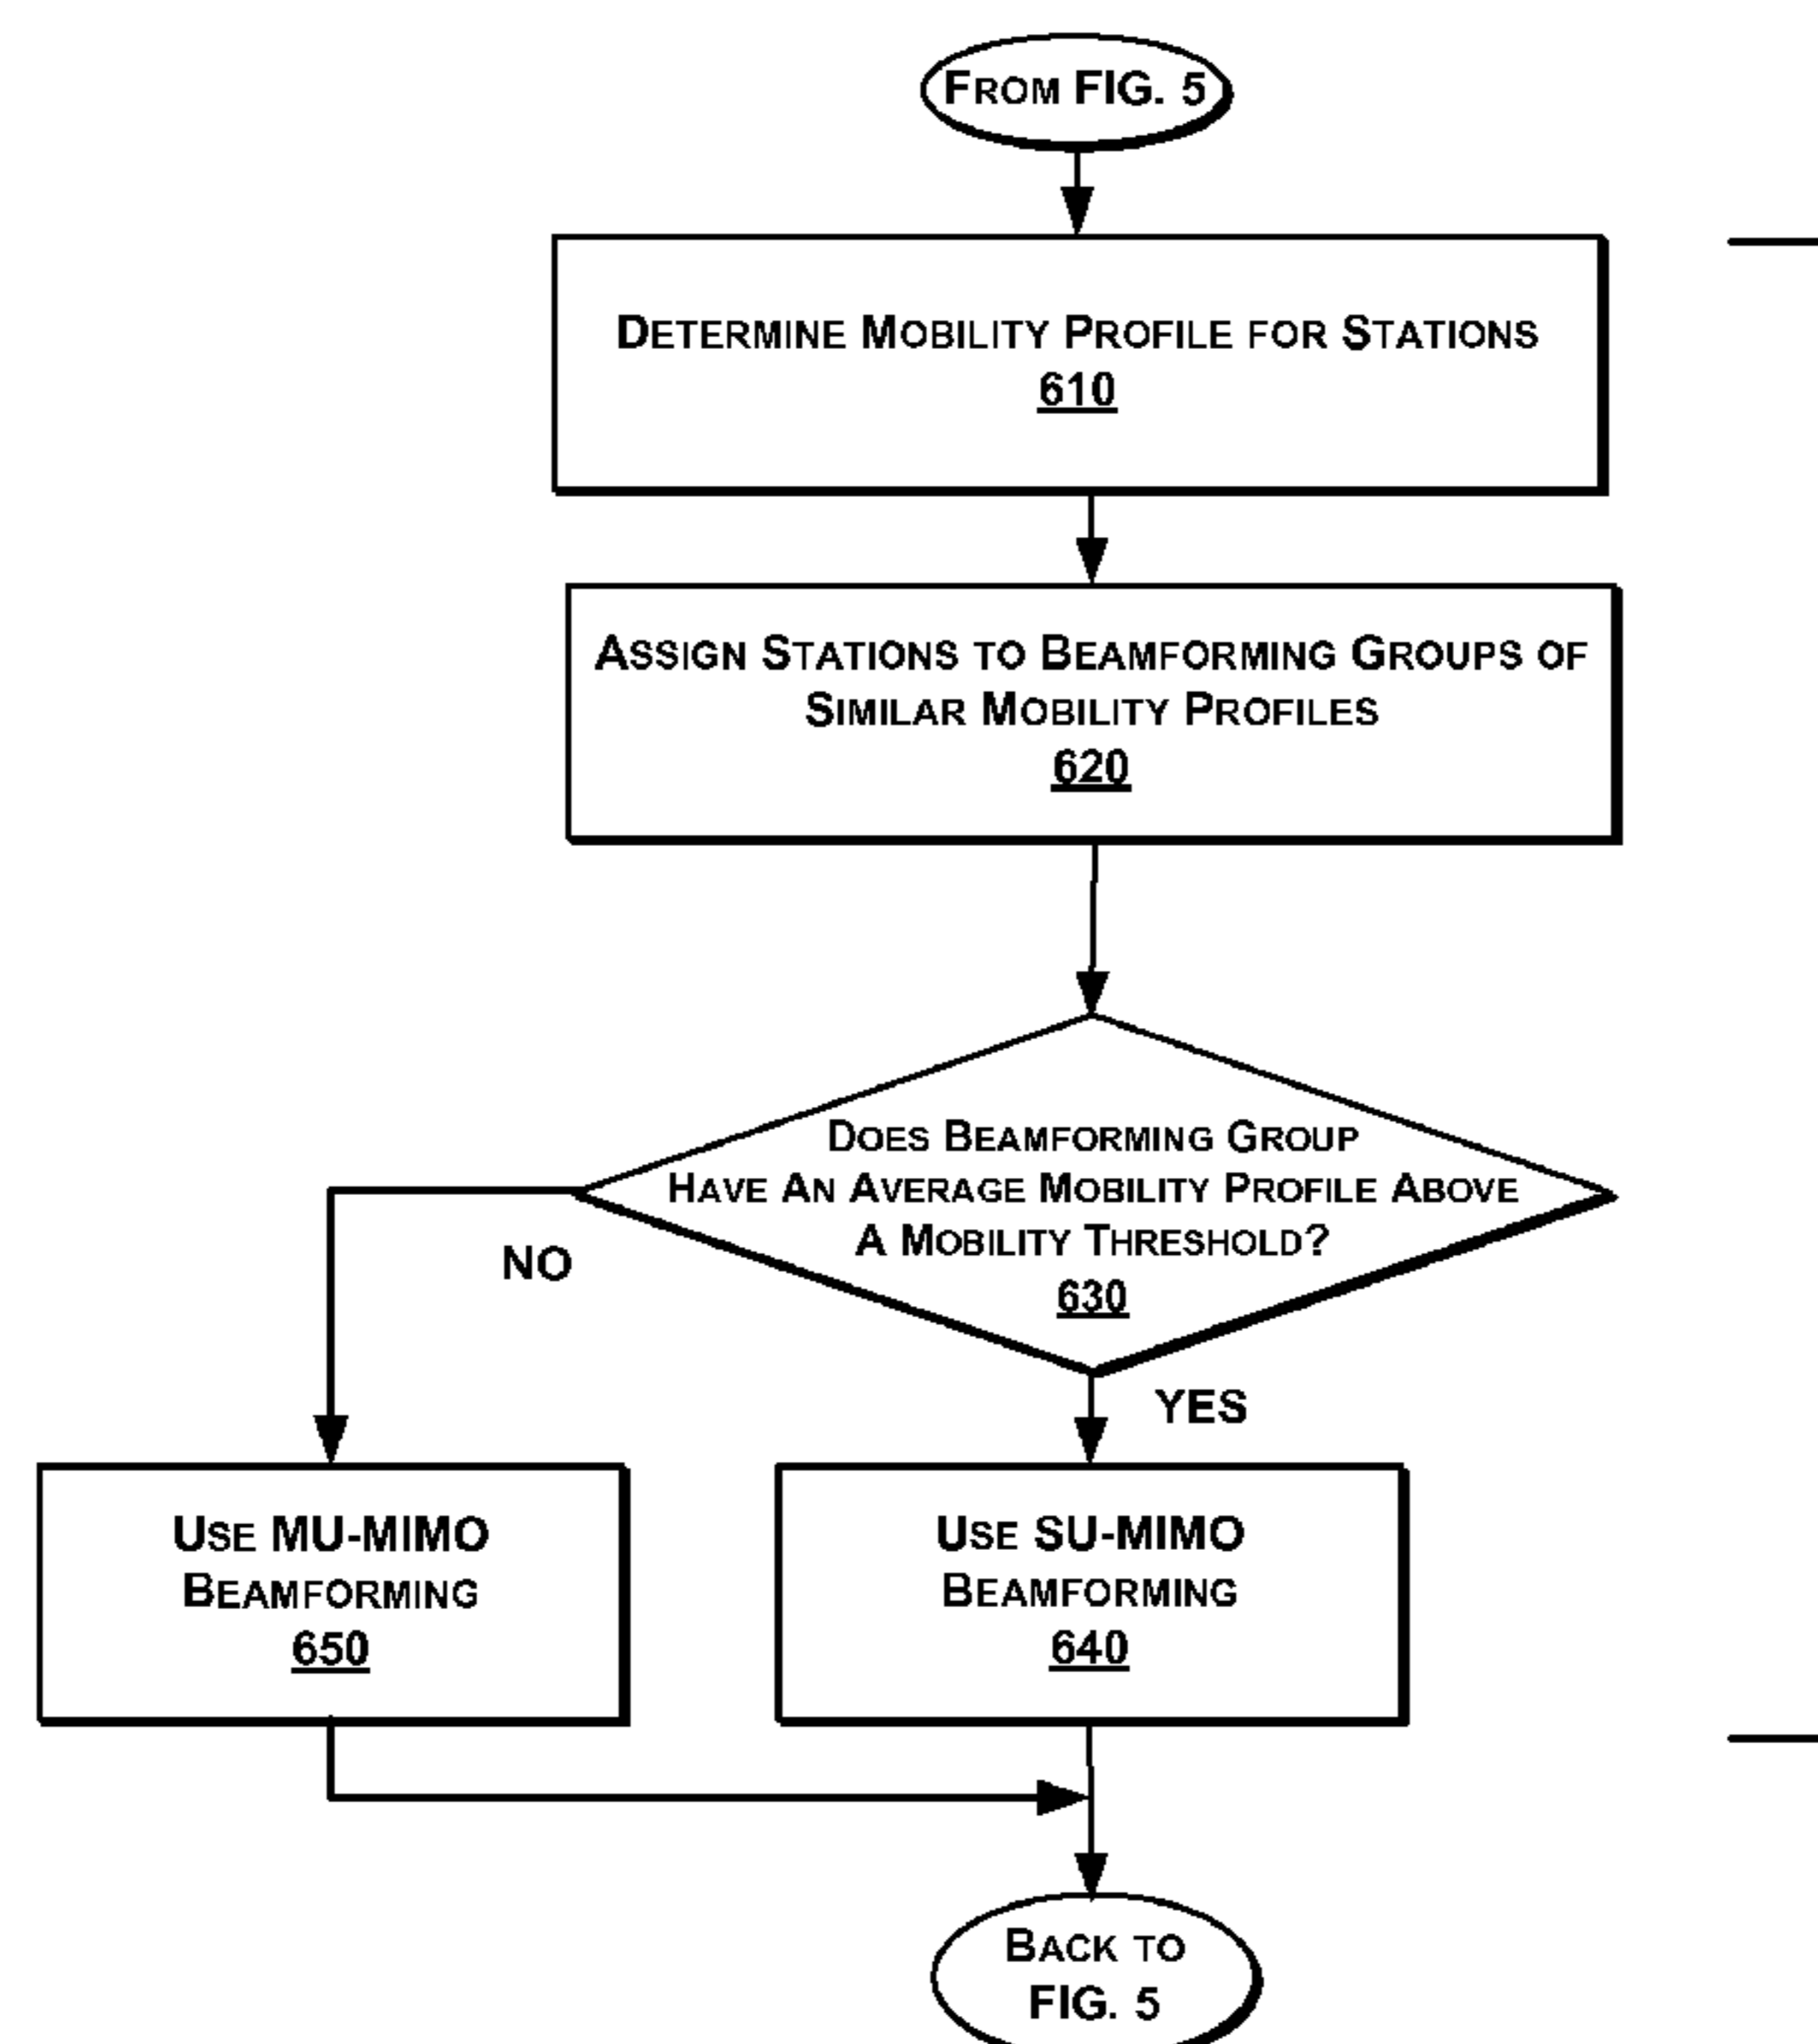 FROM FIG. 5
DETERMINE MOBILITY PROFILE FOR STATIONS
610
ASSIGN STATIONS TO BEAMFORMING GROUPS OF
SIMILAR MOBILITY PROFILES
620
DOES BEAMFORMING GROUP
HAVE AN AVERAGE MOBILITY PROFILE ABOVE
A MOBILITY THRESHOLD?
630
NO
YES
USE MU-MIMO
BEAMFORMING
650
USE SU-MIMO
BEAMFORMING
640
BACK TO
FIG. 5